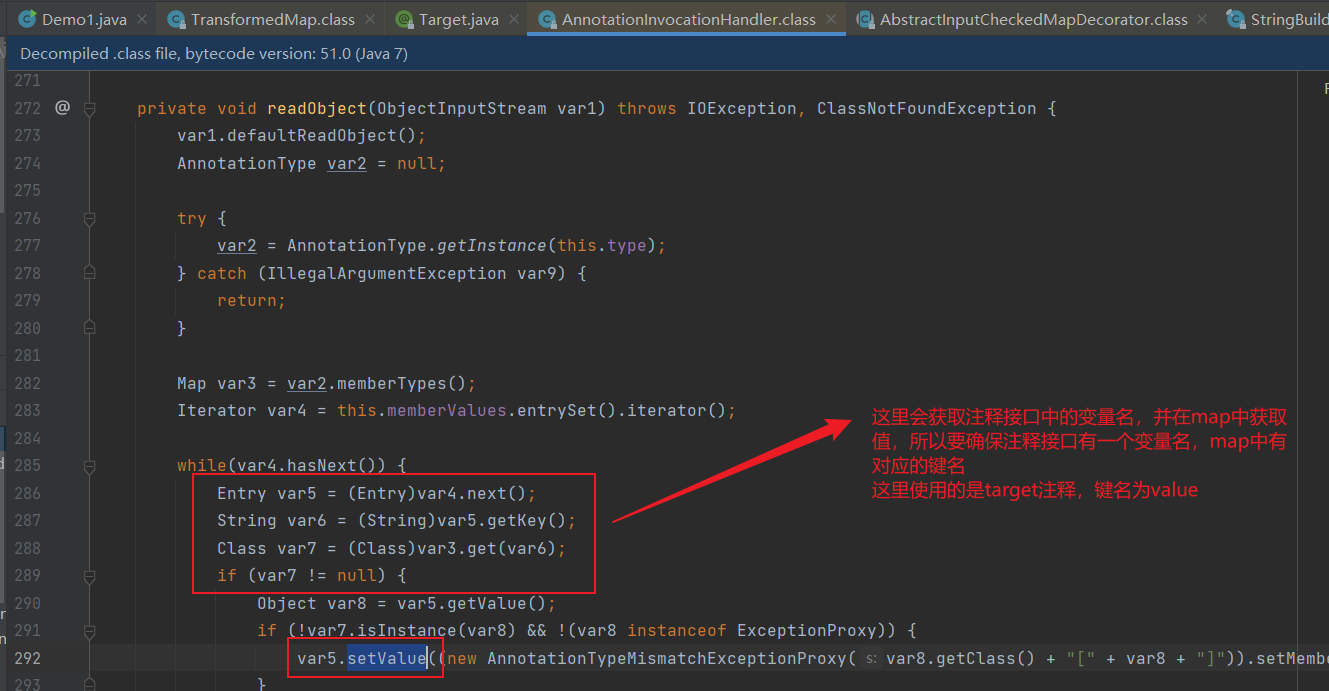 Demo1.java TransformedMap.class Target.java AnnotationInvocationHandler.class AbstractInputCheckedMapDecorator.class StringBuild
Decompiled .class file, bytecode version: 51.0 (Java 7)
271
272 @ private void readObject(ObjectInputStream var1) throws IOException, ClassNotFoundException {
273 var1.defaultReadObject();
274 AnnotationType var2 = null;
275
276 try {
277 var2 = AnnotationType.getInstance(this.type);
278 } catch (IllegalArgumentException var9) {
279 return;
280 }
281
282 Map var3 = var2.memberTypes();
283 Iterator var4 = this.memberValues.entrySet().iterator();
284
285 while(var4.hasNext()) {
286 Entry var5 = (Entry)var4.next();
287 String var6 = (String)var5.getKey();
288 Class var7 = (Class)var3.get(var6);
289 if (var7 != null) {
290 Object var8 = var5.getValue();
291 if (!var7.isInstance(var8) && !(var8 instanceof ExceptionProxy)) {
292 var5.setValue((new AnnotationTypeMismatchExceptionProxy( s: var8.getClass() + "[" + var8 + "]")).setMemb
293 }
这里会获取注释接口中的变量名，并在map中获取
值，所以要确保注释接口有一个变量名，map中有
对应的键名
这里使用的是target注释，键名为value